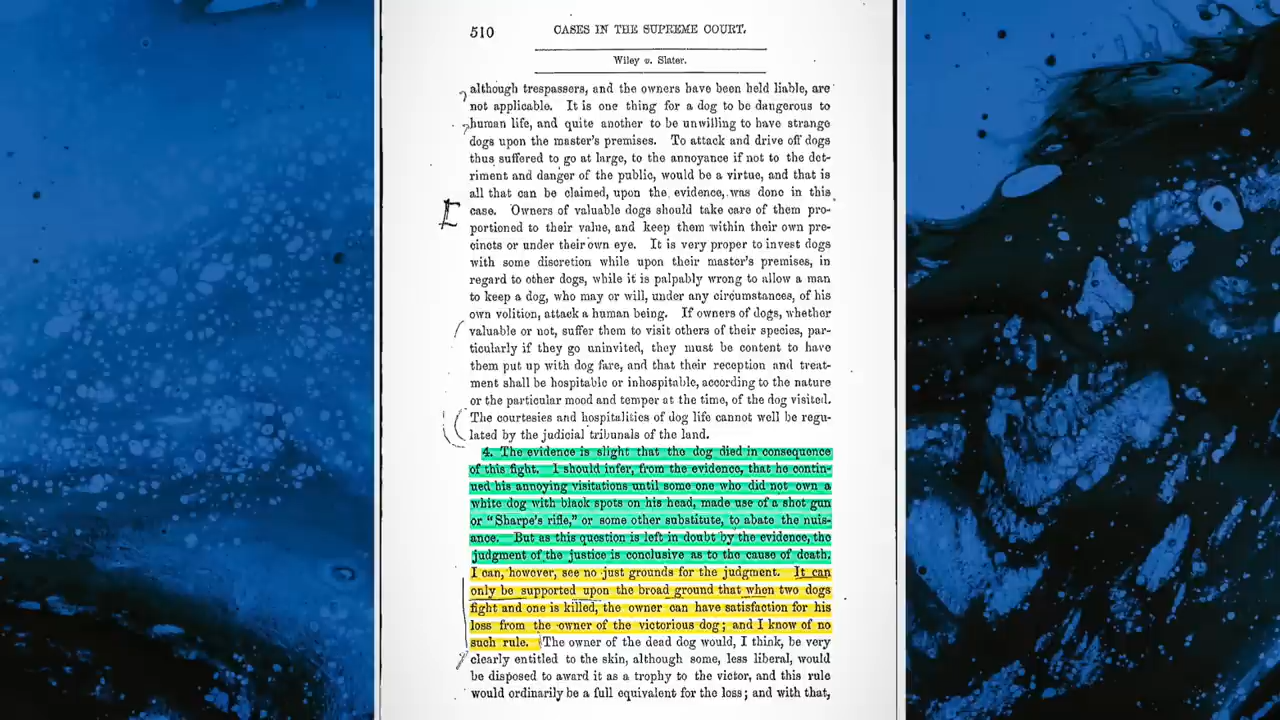 510
CASES IN THE SUPREME COURT.
Wiley v. Slater.
although trespassers, and the owners have been held liable, are
not applicable. It is one thing for a dog to be dangerous to
human life, and quite another to be unwilling to have strange
dogs upon the master's premises. To attack and drive off dogs
thus suffered to go at large, to the annoyance if not to the det-
riment and danger of the public, would be a virtue, and that is
all that can be claimed, upon the evidence, was done in this
case. Owners of valuable dogs should take care of them pro-
portioned to their value, and keep them within their own pre-
cincts or under their own eye. It is very proper to invest dogs
with some discretion while upon their master's premises, in
regard to other dogs, while it is palpably wrong to allow a man
to keep a dog, who may or will, under any circumstances, of his
own volition, attack a human being. If owners of dogs, whether
valuable or not, suffer them to visit others of their species, par-
ticularly if they go uninvited, they must be content to have
them put up with dog fare, and that their reception and treat-
ment shall be hospitable or inhospitable, according to the nature
or the particular mood and temper at the time, of the dog visited.
The courtesies and hospitalities of dog life cannot well be regu-
lated by the judicial tribunals of the land.
4. The evidence is slight that the dog died in consequence
of this fight. I should infer, from the evidence, that he contin-
ued his annoying visitations until some one who did not own a
white dog with black spots on his head, made use of a shot gun
or "Sharpe's rifle," or some other substitute, to abate the nuis-
ance. But as this question is left in doubt by the evidence, the
judgment of the justice is conclusive as to the cause of death.
I can, however, see no just grounds for the judgment. It can
only be supported upon the broad ground that when two dogs
fight and one is killed, the owner can have satisfaction for his
loss from the owner of the victorious dog; and I know of no
such rule. The owner of the dead dog would, I think, be very
clearly entitled to the skin, although some, less liberal, would
be disposed to award it as a trophy to the victor, and this rule
would ordinarily be a full equivalent for the loss; and with that,